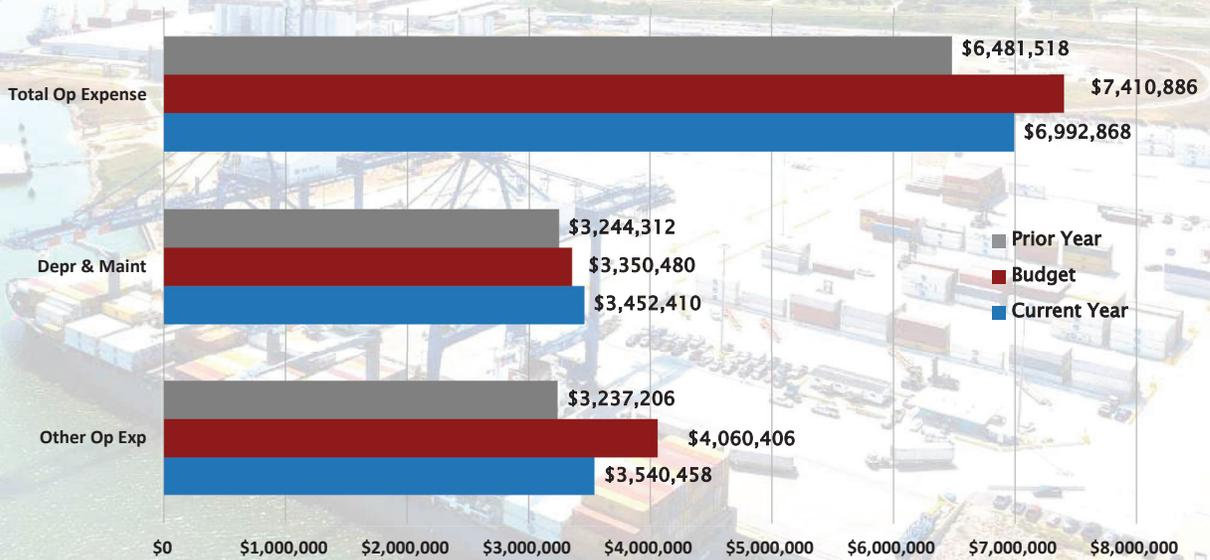 $6,481,518
Total Op Expense
$7,410,886
$6,992,868
$3,244,312
Depr & Maint
$3,350,480
$3,452,410
Prior Year
Budget
Current Year
$3,237,206
Other Op Exp
$4,060,406
$3,540,458
$0 $1,000,000 $2,000,000 $3,000,000 $4,000,000 $5,000,000 $6,000,000 $7,000,000 $8,000,000